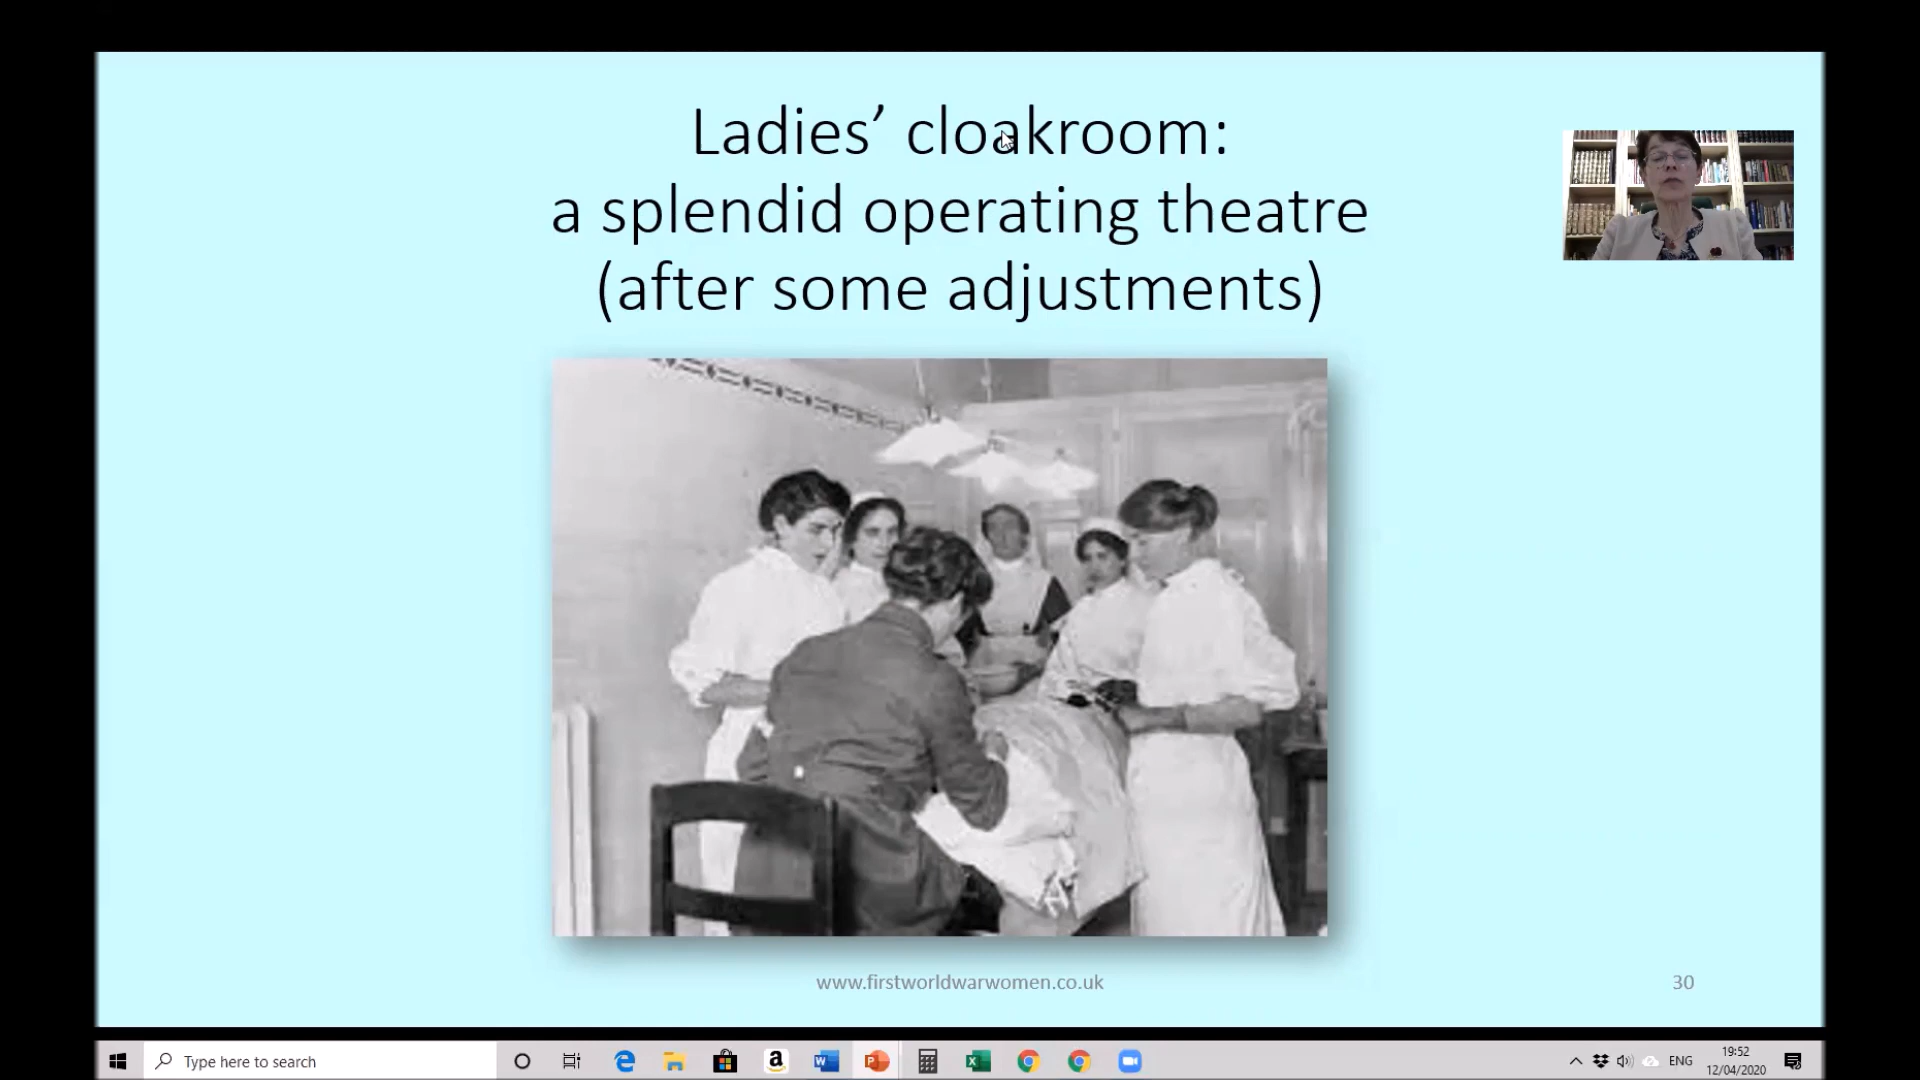 Ladies’ cloakroom:
a splendid operating theatre
(after some adjustments)
www.firstworldwarwomen.co.uk
30
Type here to search
ENG
19:52
12/04/2020